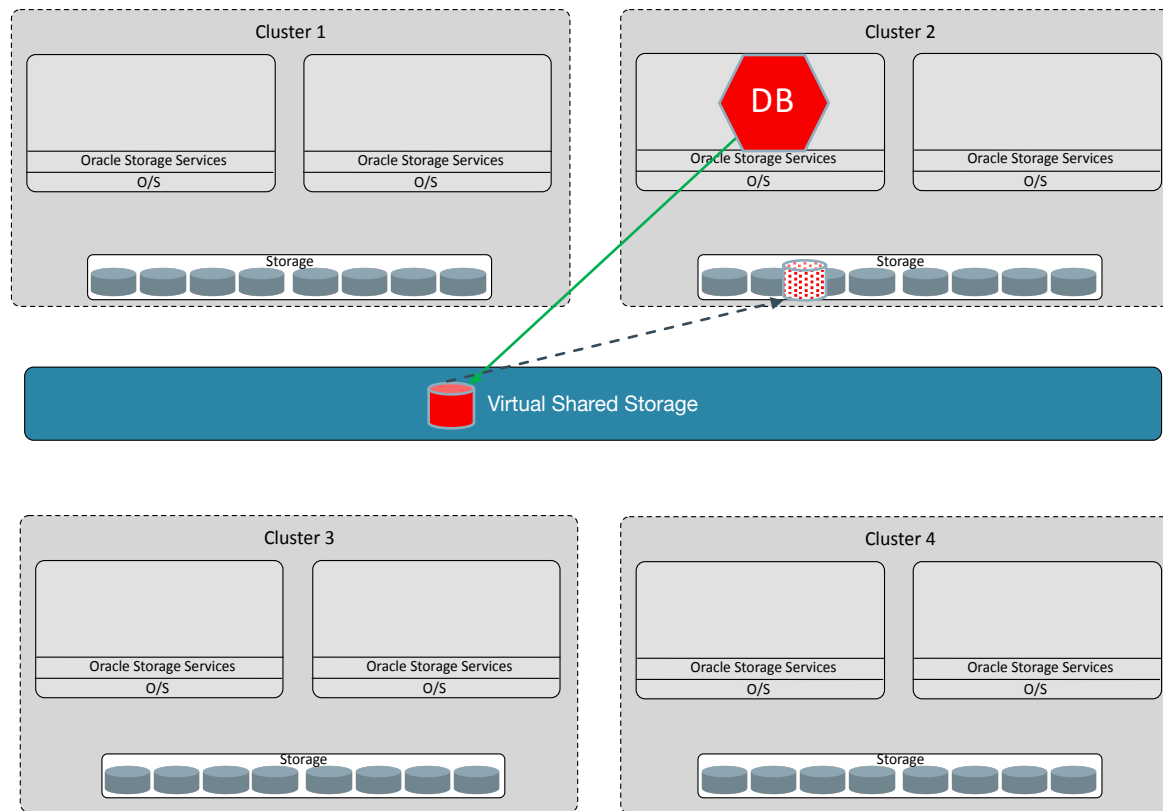 Cluster 1
Oracle Storage Services
O/S
Oracle Storage Services
O/S
Storage
Cluster 2
DB
Oracle Storage Services
O/S
Oracle Storage Services
O/S
Storage
Virtual Shared Storage
Cluster 3
Oracle Storage Services
O/S
Oracle Storage Services
O/S
Storage
Cluster 4
Oracle Storage Services
O/S
Oracle Storage Services
O/S
Storage